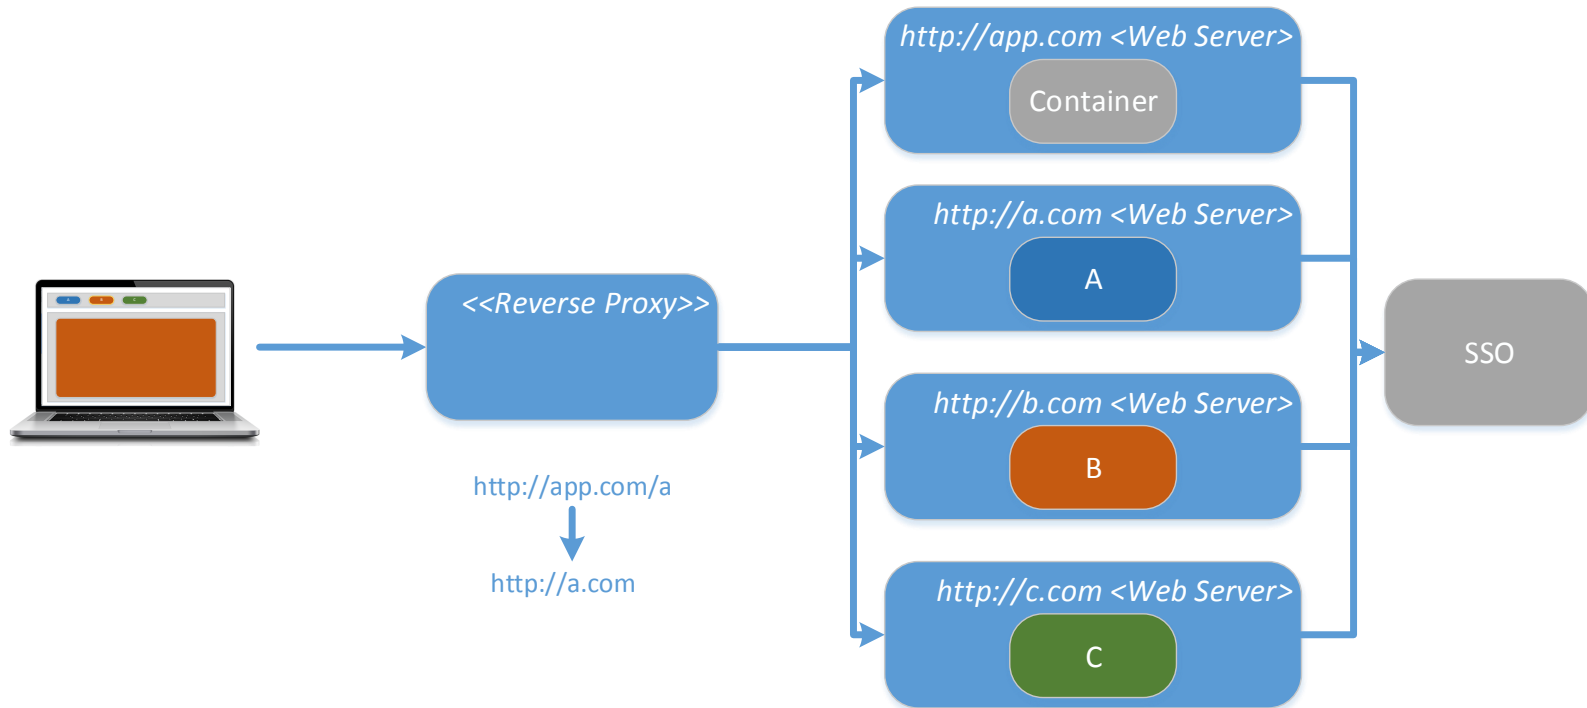 http://app.com <Web Server>
Container
http://a.com <Web Server>
A
A B C
<<Reverse Proxy>>
SSO
http://b.com <Web Server>
B
http://app.com/a
http://a.com
http://c.com <Web Server>
C